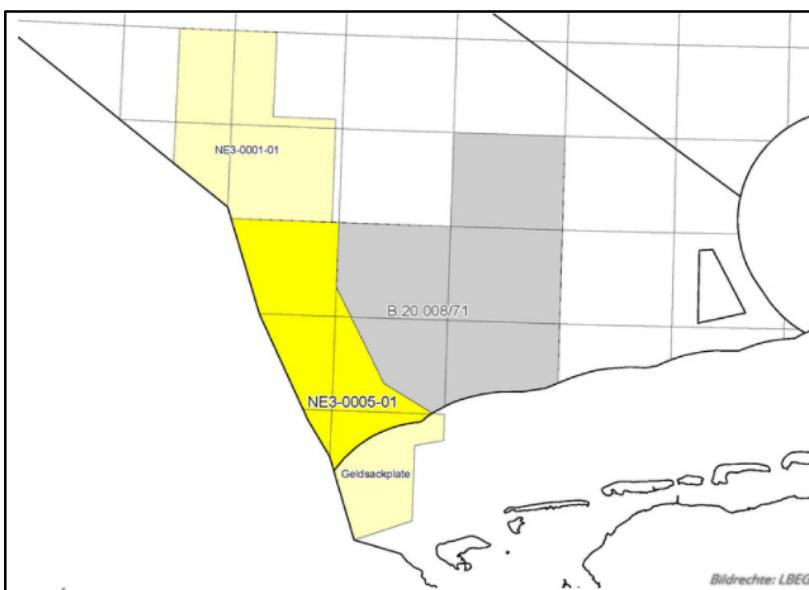 NE3-0001-01
B 20 008/71
NE3-0005-01
Geldsackplate
Bildrechte: LBEG